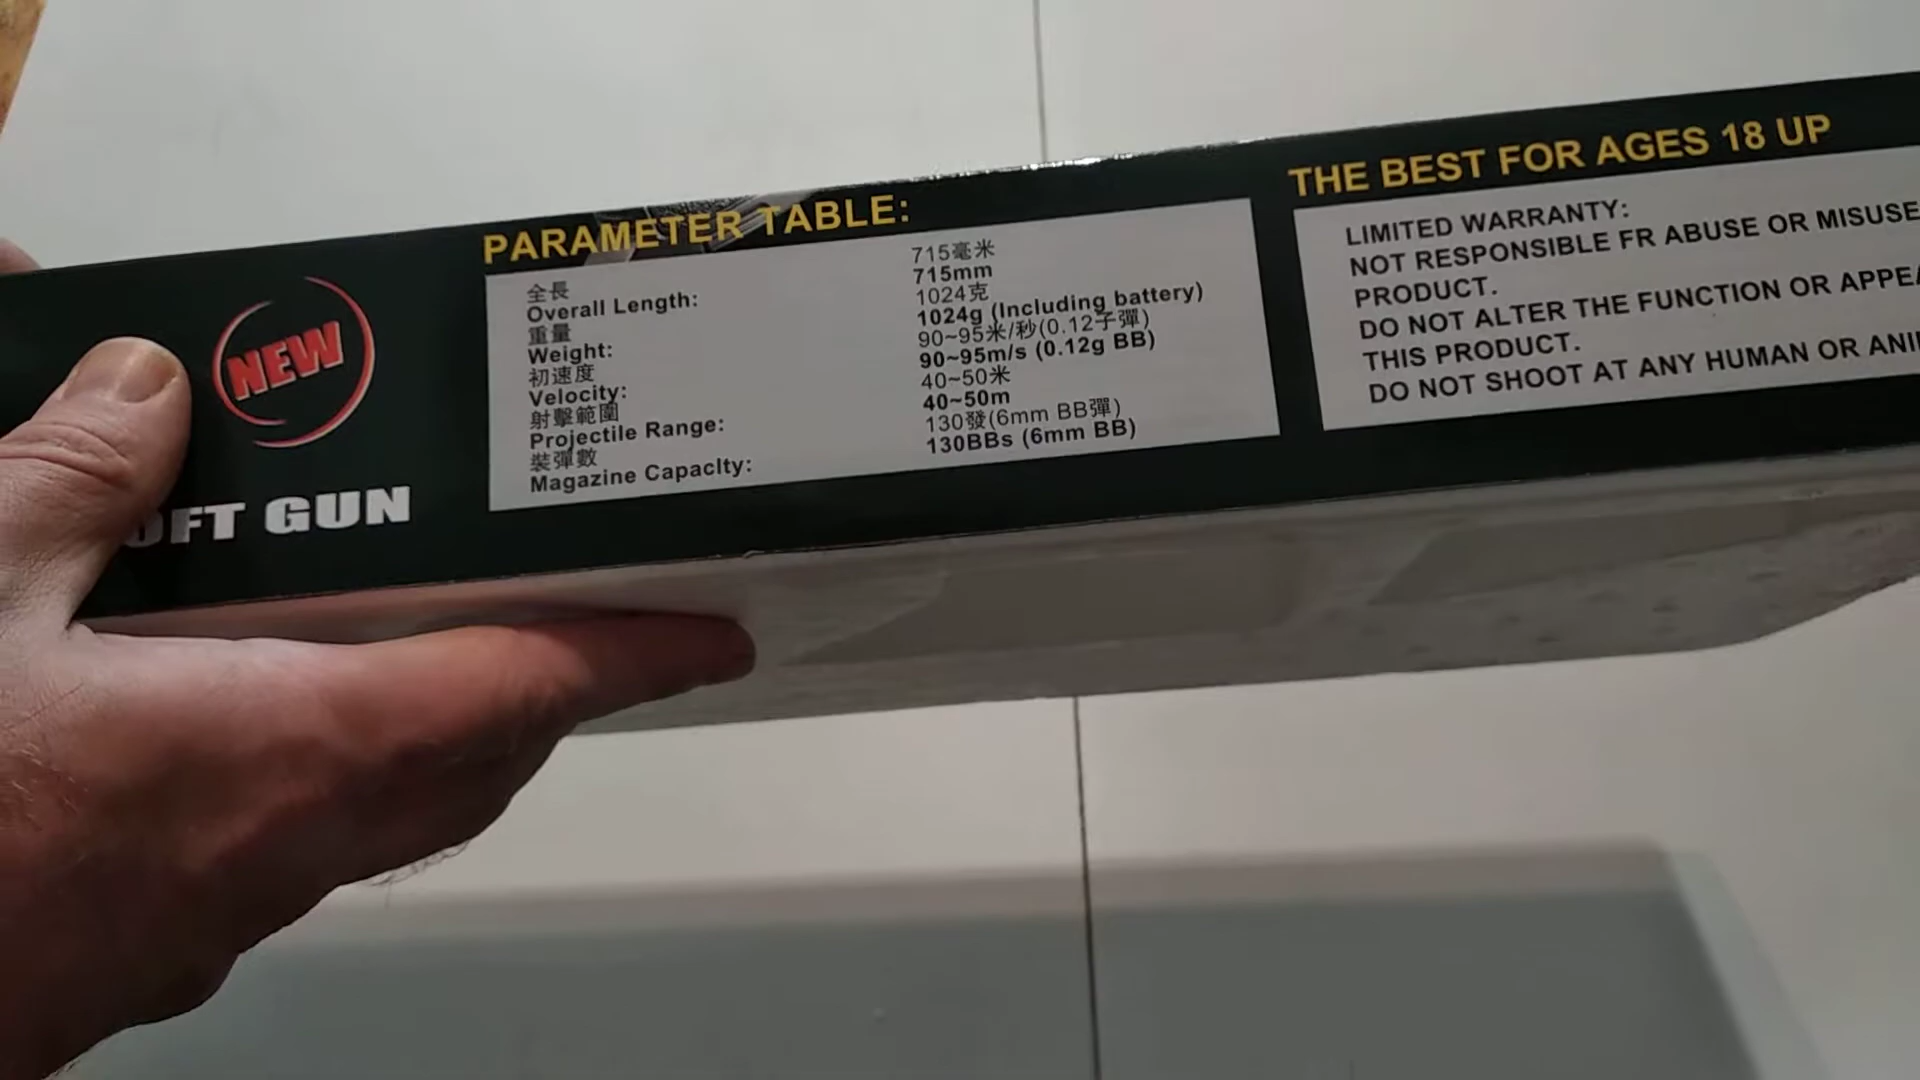 NEW
OFT GUN
PARAMETER TABLE:
全長 715毫米
Overall Length: 715mm
重量 1024克
Weight: 1024g (Including battery)
初速度 90~95米/秒(0.12子彈)
Velocity: 90~95m/s (0.12g BB)
射擊範圍 40~50米
Projectile Range: 40~50m
裝彈數 130發(6mm BB彈)
Magazine Capacity: 130BBs (6mm BB)
THE BEST FOR AGES 18 UP
LIMITED WARRANTY:
NOT RESPONSIBLE FR ABUSE OR MISUSE
PRODUCT.
DO NOT ALTER THE FUNCTION OR APPEA
THIS PRODUCT.
DO NOT SHOOT AT ANY HUMAN OR ANI